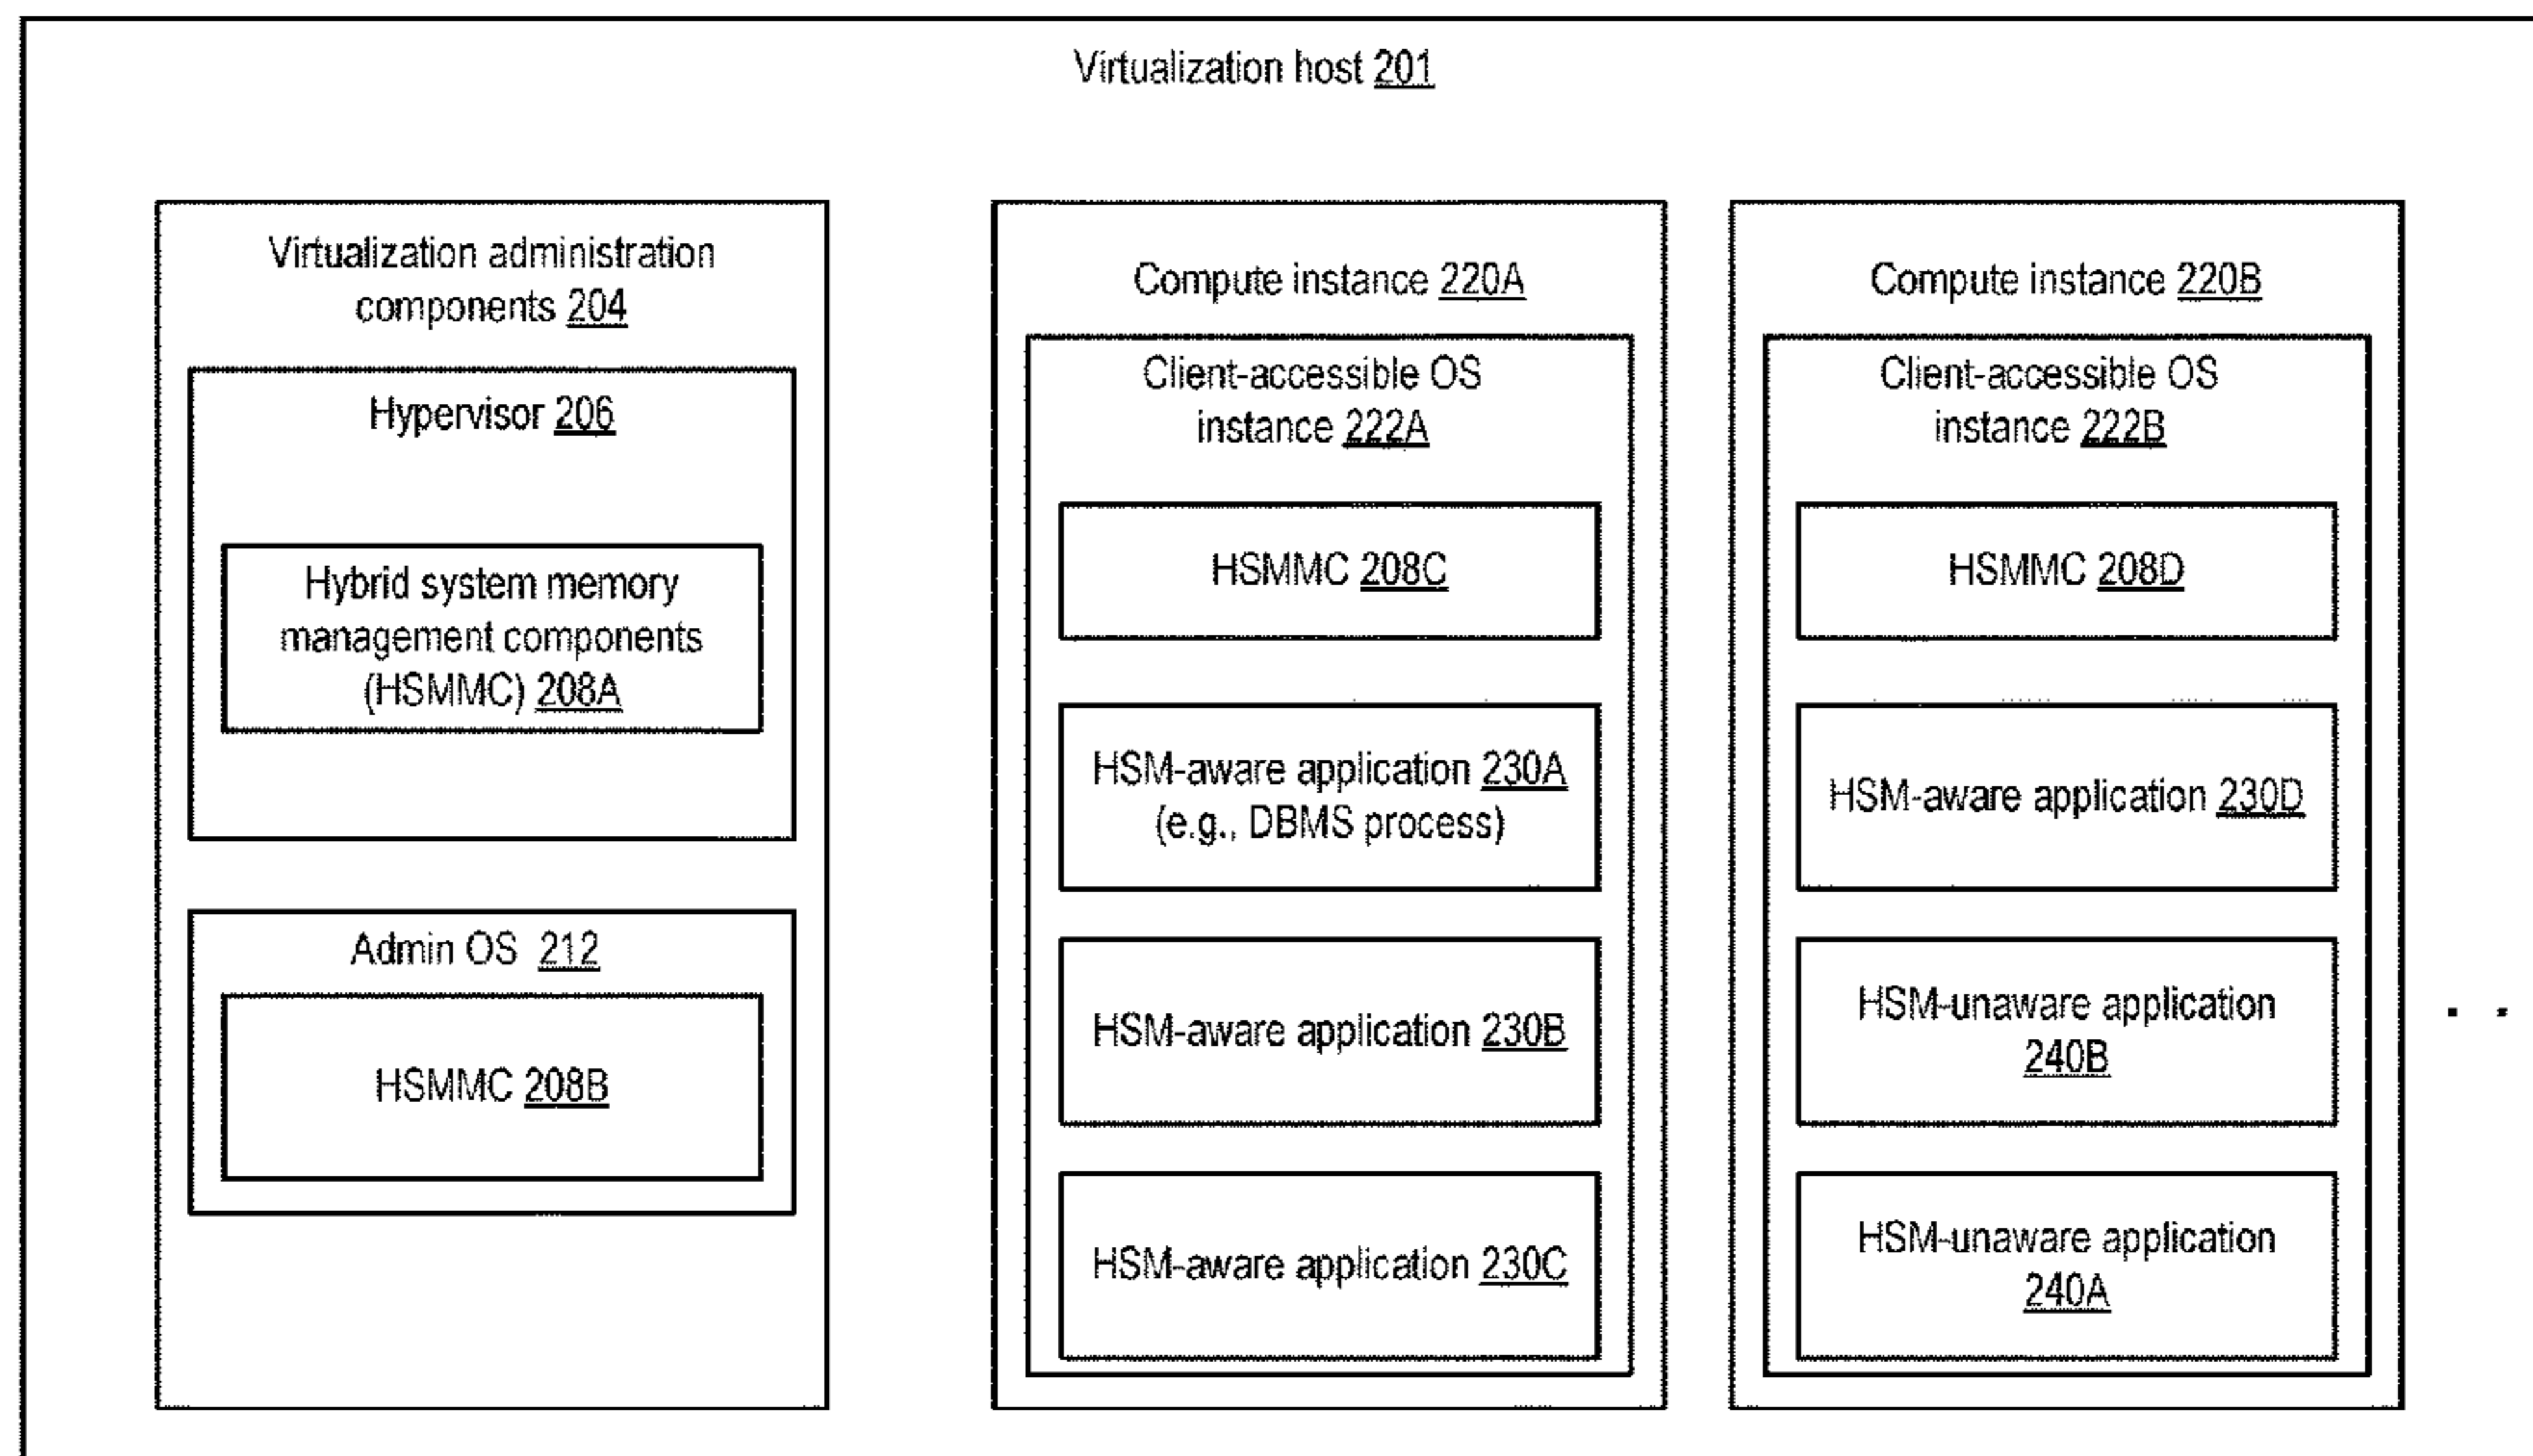 Virtualization host 201
Virtualization administration
components 204
Hypervisor 206
Hybrid system memory
management components
(HSMMC) 208A
Admin OS 212
HSMMC 208B
Compute instance 220A
Client-accessible OS
instance 222A
HSMMC 208C
HSM-aware application 230A
(e.g., DBMS process)
HSM-aware application 230B
HSM-aware application 230C
Compute instance 220B
Client-accessible OS
instance 222B
HSMMC 208D
HSM-aware application 230D
HSM-unaware application
240B
HSM-unaware application
240A
. .